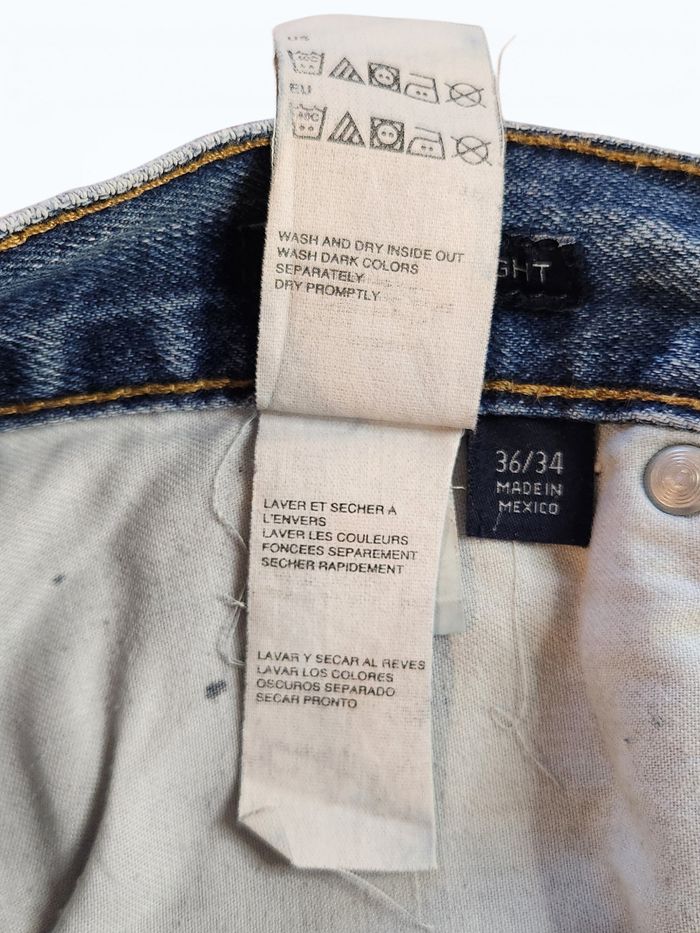 US
EU
WASH AND DRY INSIDE OUT
WASH DARK COLORS
SEPARATELY
DRY PROMPTLY
GHT
36/34
MADE IN
MEXICO
LAVER ET SECHER A
L'ENVERS
LAVER LES COULEURS
FONCEES SEPAREMENT
SECHER RAPIDEMENT
LAVAR Y SECAR AL REVES
LAVAR LOS COLORES
OSCUROS SEPARADO
SECAR PRONTO